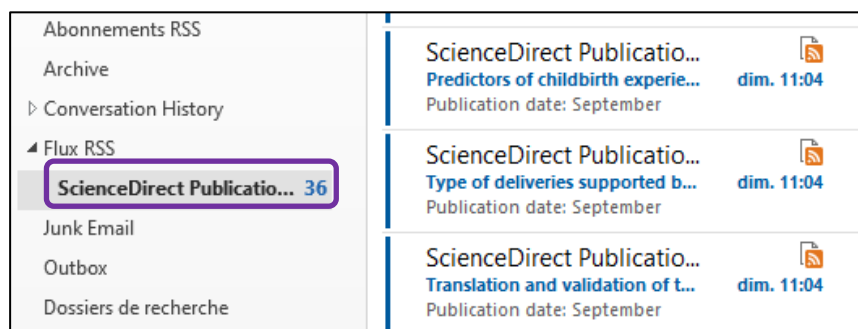 Abonnements RSS
Archive
Conversation History
Flux RSS
ScienceDirect Publicatio... 36
Junk Email
Outbox
Dossiers de recherche
ScienceDirect Publicatio...
Predictors of childbirth experie... dim. 11:04
Publication date: September
ScienceDirect Publicatio...
Type of deliveries supported b... dim. 11:04
Publication date: September
ScienceDirect Publicatio...
Translation and validation of t... dim. 11:04
Publication date: September